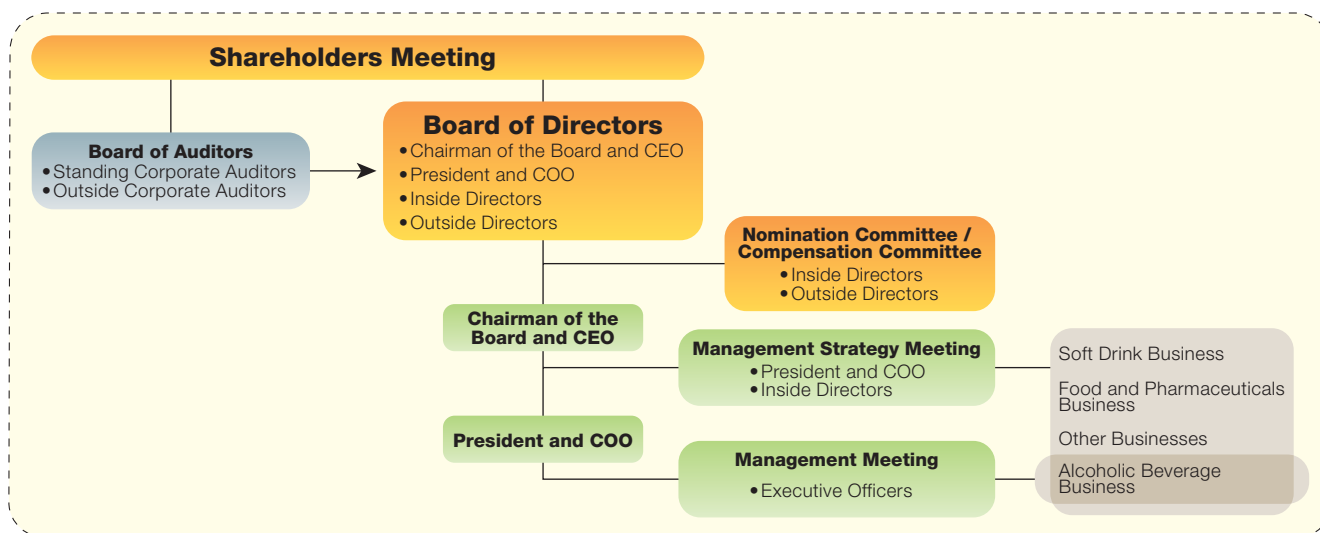 Shareholders Meeting
Board of Auditors
•Standing Corporate Auditors
•Outside Corporate Auditors
Board of Directors
•Chairman of the Board and CEO
•President and COO
•Inside Directors
•Outside Directors
Nomination Committee /
Compensation Committee
•Inside Directors
•Outside Directors
Chairman of the
Board and CEO
Management Strategy Meeting
•President and COO
•Inside Directors
Soft Drink Business
Food and Pharmaceuticals
Business
Other Businesses
Alcoholic Beverage
Business
President and COO
Management Meeting
•Executive Officers